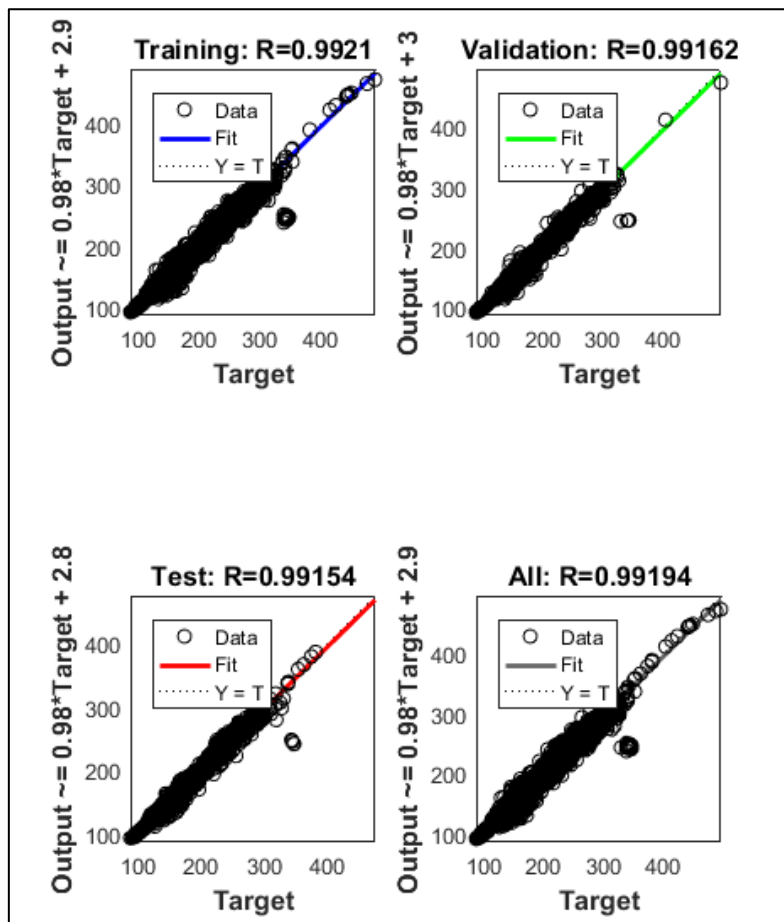 Training: R=0.9921
Output ~= 0.98*Target + 2.9
Data
Fit
Y = T
400
300
200
100
100 200 300 400
Target
Validation: R=0.99162
Output ~= 0.98*Target + 3
Data
Fit
Y = T
400
300
200
100
100 200 300 400
Target
Test: R=0.99154
Output ~= 0.98*Target + 2.8
Data
Fit
Y = T
400
300
200
100
100 200 300 400
Target
All: R=0.99194
Output ~= 0.98*Target + 2.9
Data
Fit
Y = T
400
300
200
100
100 200 300 400
Target